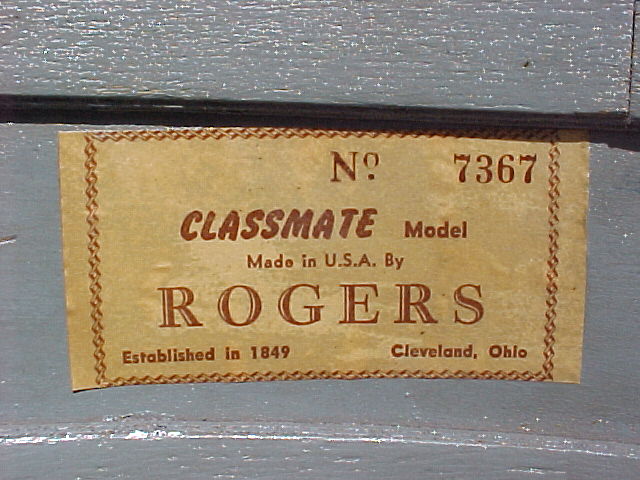 Nº 7367
CLASSMATE Model
Made in U.S.A. By
ROGERS
Established in 1849 Cleveland, Ohio